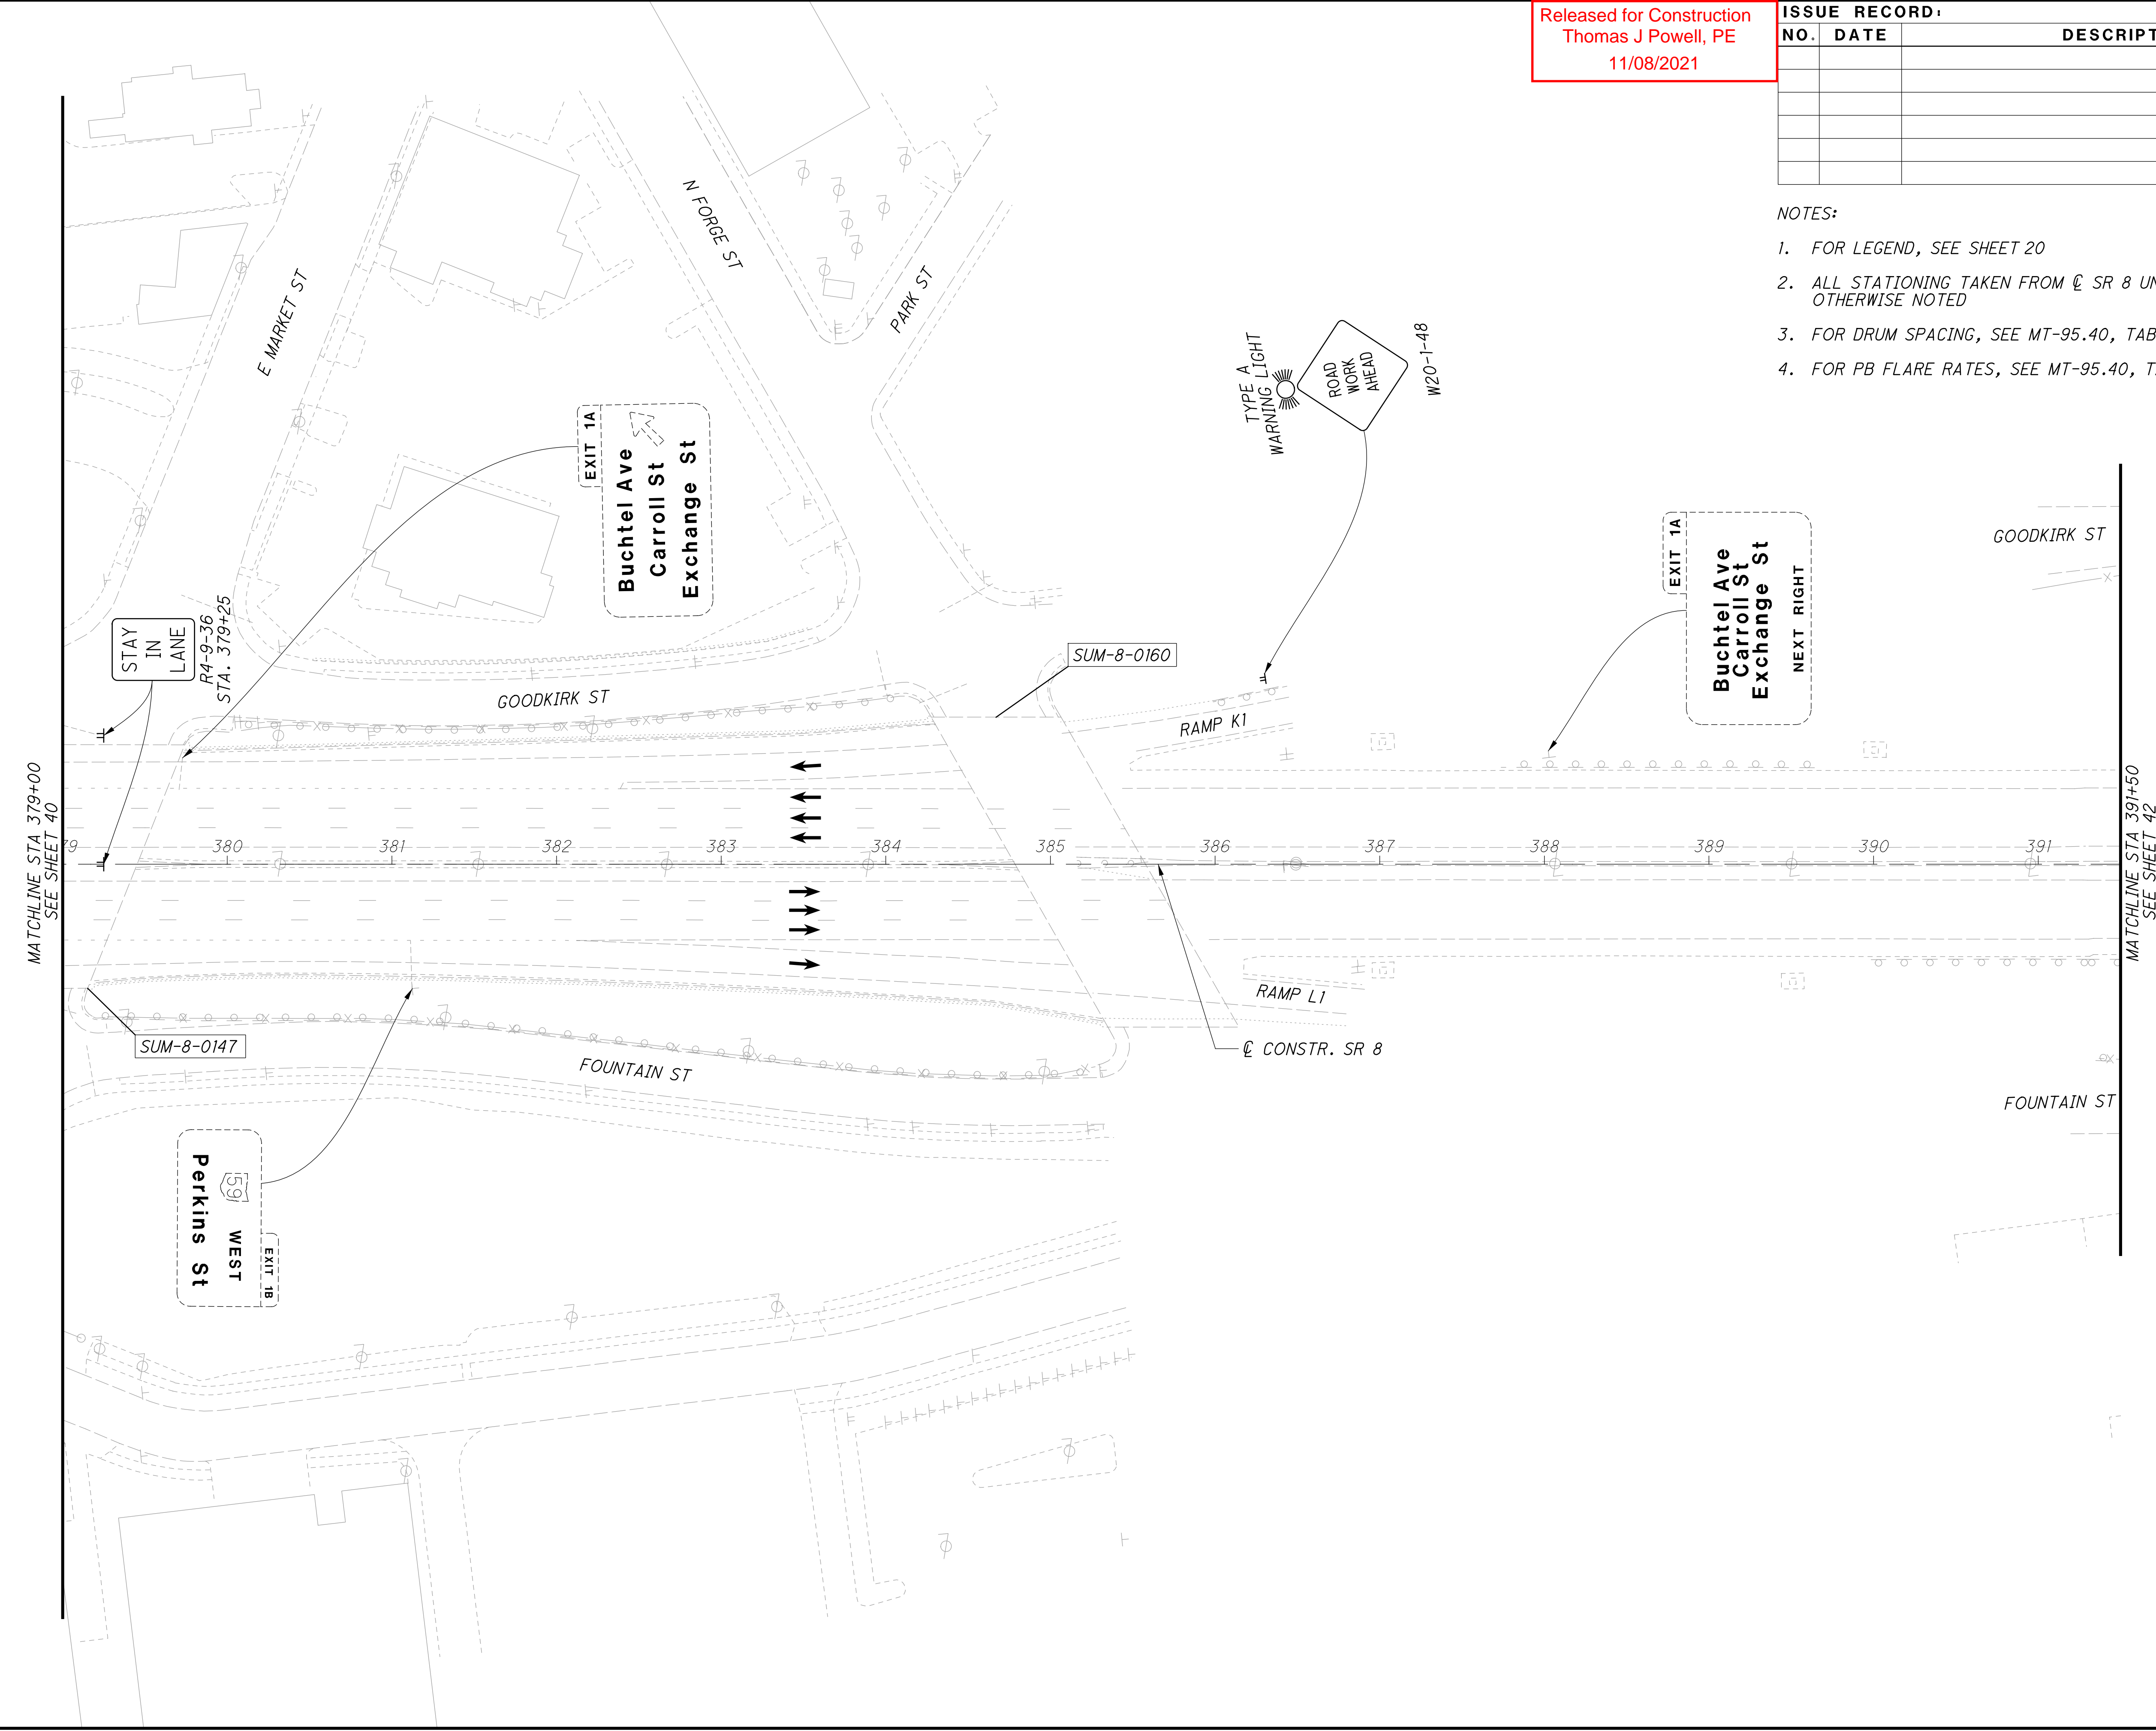 Released for Construction
Thomas J Powell, PE
11/08/2021
ISSUE RECORD:
NO. DATE DESCRIPT
NOTES:
1. FOR LEGEND, SEE SHEET 20
2. ALL STATIONING TAKEN FROM ℄ SR 8 UN
OTHERWISE NOTED
3. FOR DRUM SPACING, SEE MT-95.40, TAB
4. FOR PB FLARE RATES, SEE MT-95.40, T
E MARKET ST
N FORGE ST
PARK ST
TYPE A
WARNING LIGHT
ROAD
WORK
AHEAD
W20-1-48
EXIT 1A
Buchtel Ave
Carroll St
Exchange St
EXIT 1A
Buchtel Ave
Carroll St
Exchange St
NEXT RIGHT
GOODKIRK ST
STAY
IN
LANE
R4-9-36
STA. 379+25
SUM-8-0160
GOODKIRK ST
RAMP K1
MATCHLINE STA 379+00
SEE SHEET 40
79 380 381 382 383 384 385 386 387 388 389 390 391
MATCHLINE STA 391+50
SEE SHEET 42
RAMP L1
SUM-8-0147
℄ CONSTR. SR 8
FOUNTAIN ST
FOUNTAIN ST
EXIT 1B
59 WEST
Perkins St